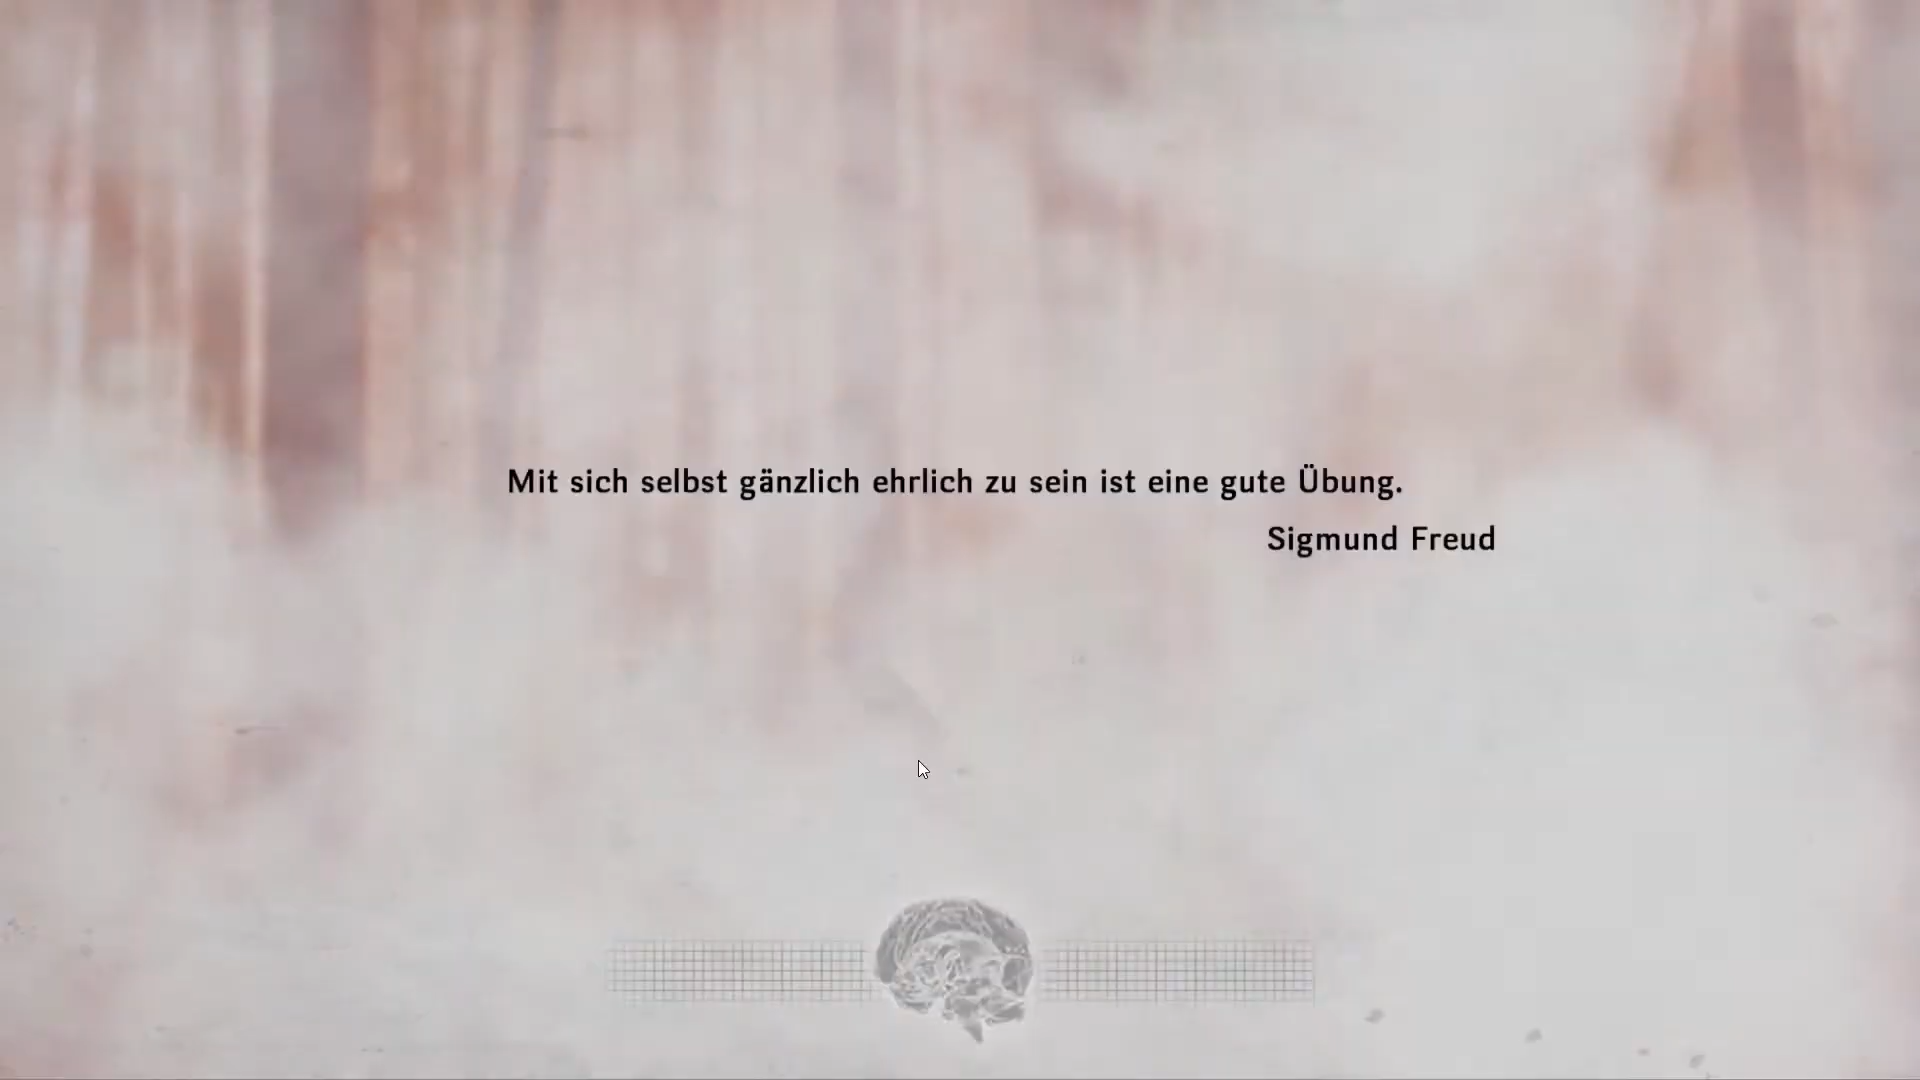 Mit sich selbst gänzlich ehrlich zu sein ist eine gute Übung.
Sigmund Freud